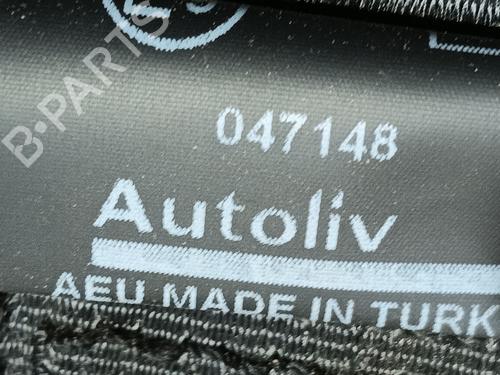 B-PARTS
047148
Autoliv
AEU MADE IN TURK